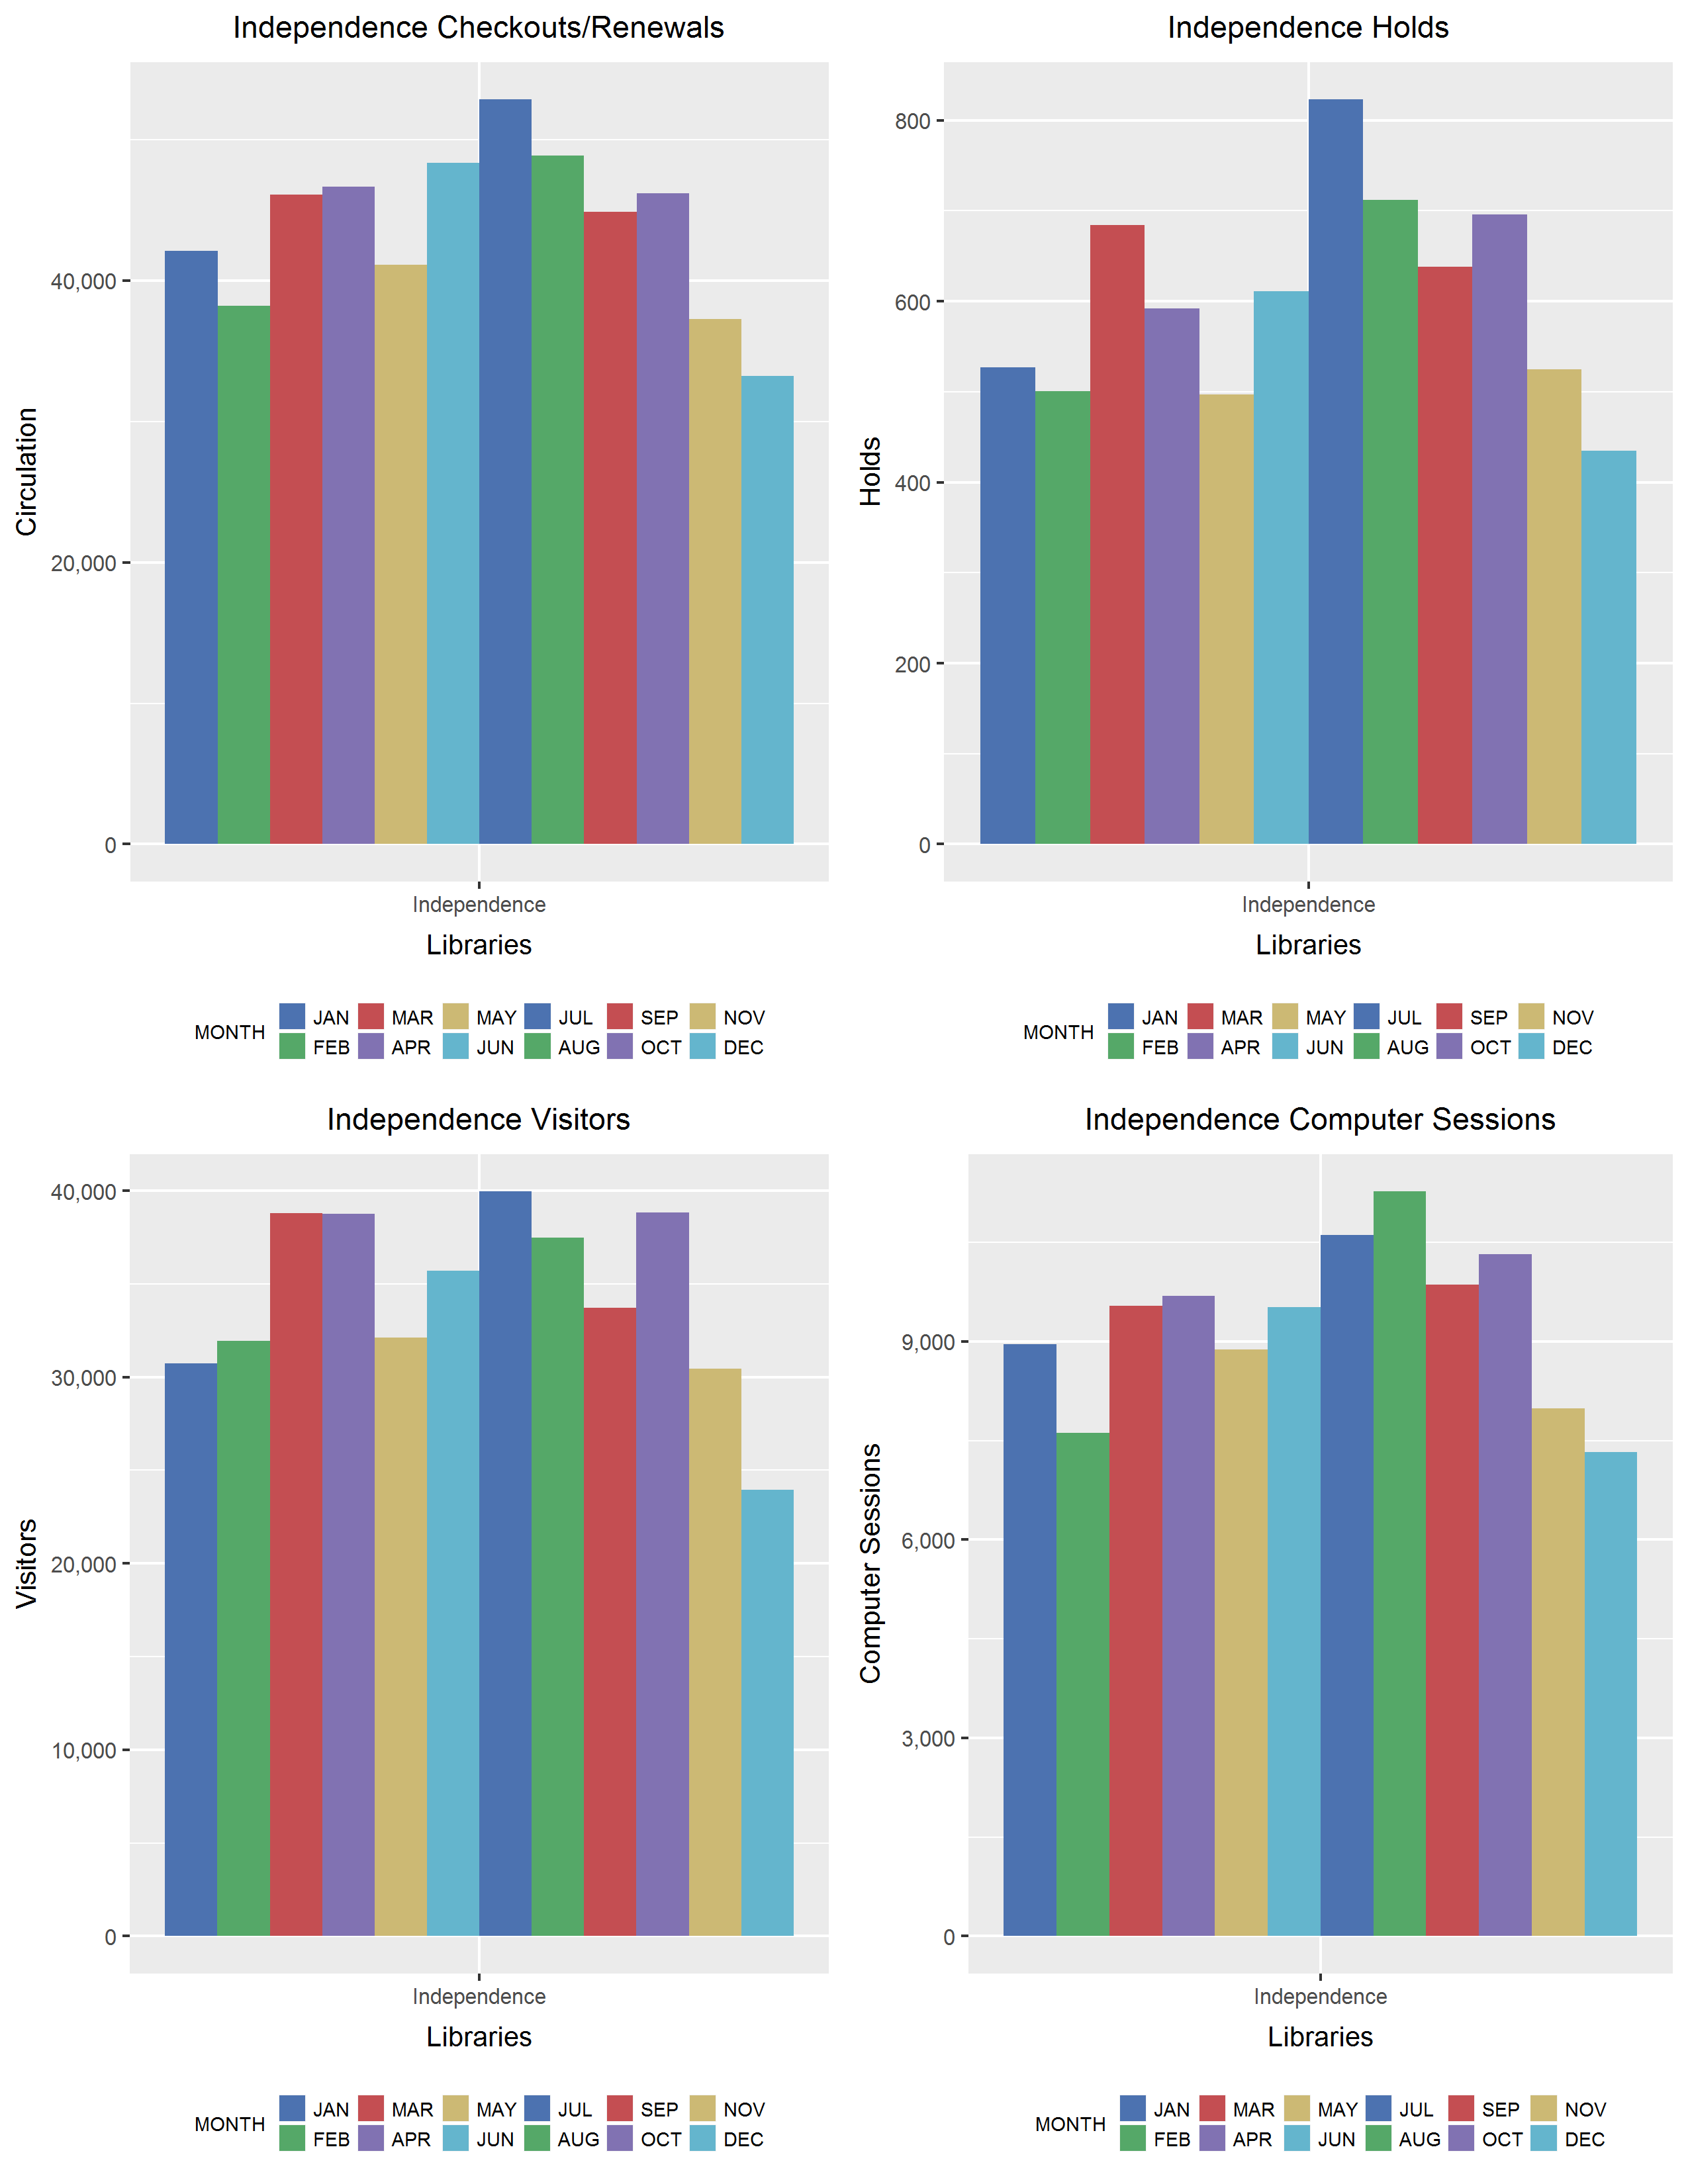 Independence Checkouts/Renewals
Circulation
40,000
20,000
0
Independence
Libraries
MONTH
JAN MAR MAY JUL SEP NOV
FEB APR JUN AUG OCT DEC
Independence Holds
Holds
800
600
400
200
0
Independence
Libraries
MONTH
JAN MAR MAY JUL SEP NOV
FEB APR JUN AUG OCT DEC
Independence Visitors
Visitors
40,000
30,000
20,000
10,000
0
Independence
Libraries
MONTH
JAN MAR MAY JUL SEP NOV
FEB APR JUN AUG OCT DEC
Independence Computer Sessions
Computer Sessions
9,000
6,000
3,000
0
Independence
Libraries
MONTH
JAN MAR MAY JUL SEP NOV
FEB APR JUN AUG OCT DEC